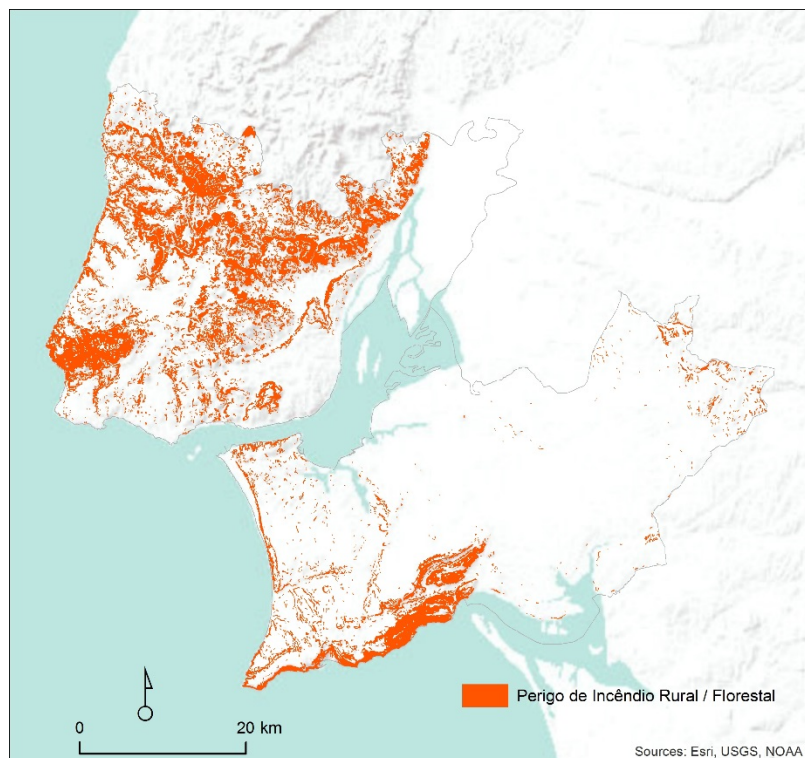 Perigo de Incêndio Rural / Florestal
0 20 km
Sources: Esri, USGS, NOAA